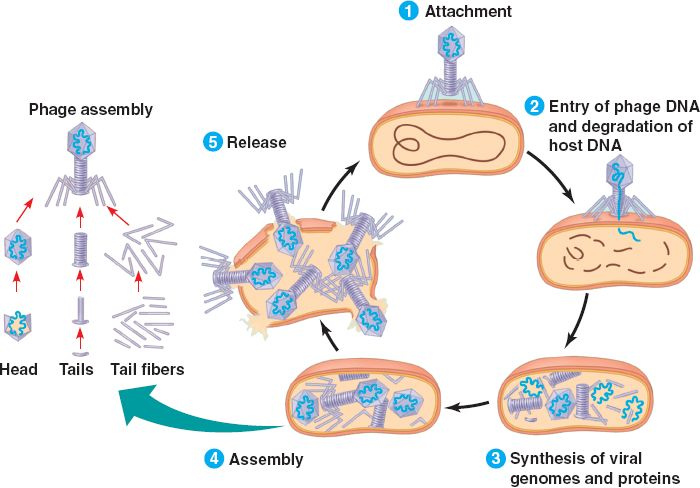 1 Attachment
2 Entry of phage DNA
and degradation of
host DNA
3 Synthesis of viral
genomes and proteins
4 Assembly
5 Release
Phage assembly
Head Tails Tail fibers